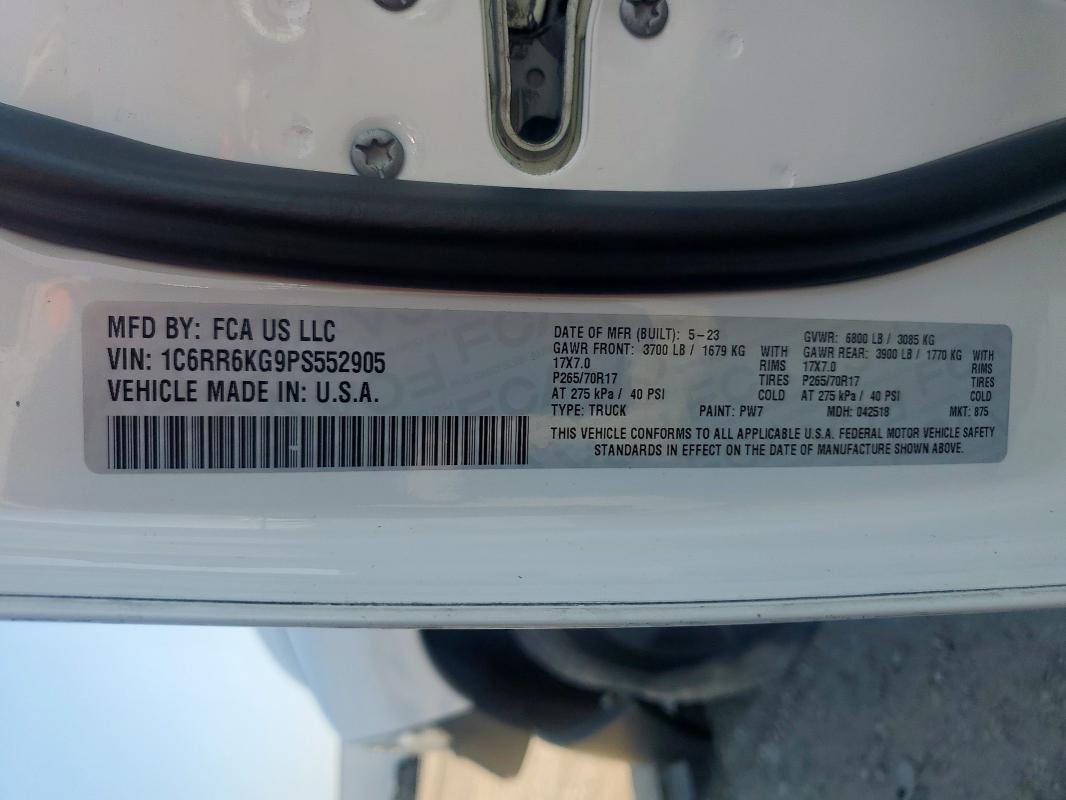 MFD BY: FCA US LLC
VIN: 1C6RR6KG9PS552905
VEHICLE MADE IN: U.S.A.
DATE OF MFR (BUILT): 5-23 GVWR: 6800 LB / 3085 KG
GAWR FRONT: 3700 LB / 1679 KG WITH GAWR REAR: 3900 LB / 1770 KG WITH
17X7.0 RIMS 17X7.0 RIMS
P265/70R17 TIRES P265/70R17 TIRES
AT 275 kPa / 40 PSI COLD AT 275 kPa / 40 PSI COLD
TYPE: TRUCK PAINT: PW7 MDH: 042518 MKT: 875
THIS VEHICLE CONFORMS TO ALL APPLICABLE U.S.A. FEDERAL MOTOR VEHICLE SAFETY
STANDARDS IN EFFECT ON THE DATE OF MANUFACTURE SHOWN ABOVE.